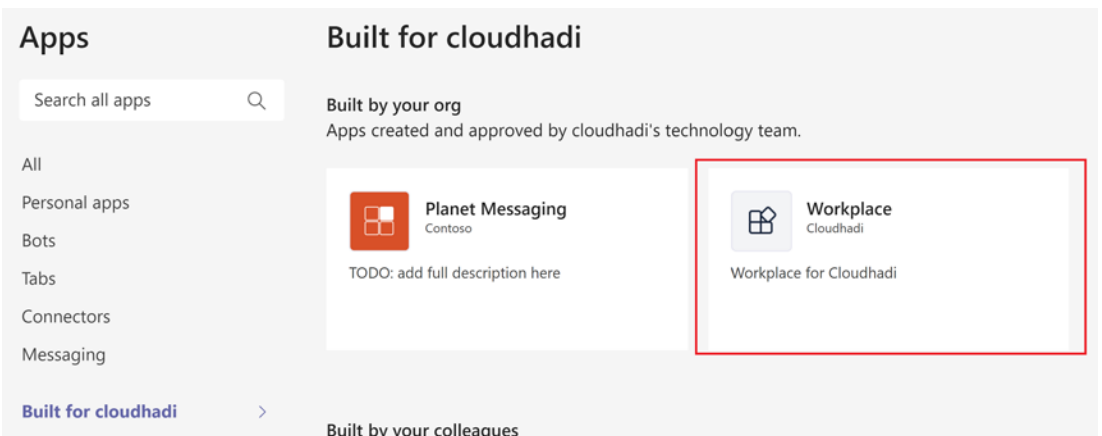 Apps
Search all apps
All
Personal apps
Bots
Tabs
Connectors
Messaging
Built for cloudhadi
Built for cloudhadi
Built by your org
Apps created and approved by cloudhadi's technology team.
Planet Messaging
Contoso
TODO: add full description here
Workplace
Cloudhadi
Workplace for Cloudhadi
Built by your colleagues